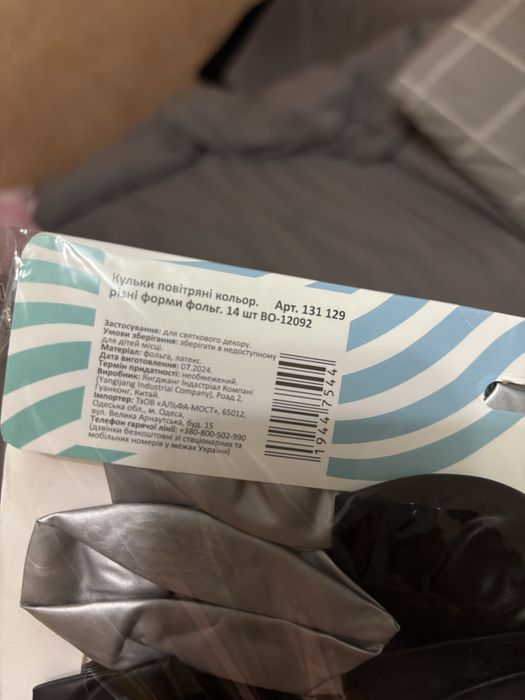 Кульки повітряні кольор. Арт. 131 129
різні форми фольг. 14 шт ВО-12092
Застосування: для святкового декору.
Умови зберігання: зберігати в недоступному
для дітей місці.
Матеріал: фольга, латекс.
Дата виготовлення: 07.2024.
Термін придатності: необмежений.
Виробник: Янгджанг Індастріал Компані
(Yangijang Industrial Company), Роад 2,
Гуанконг, Китай.
Імпортер: ТзОВ «АЛЬФА-МОСТ», 65012,
Одеська обл., м. Одеса,
вул. Велика Арнаутська, буд. 15
Телефон гарячої лінії: +380-800-502-990
(дзвінки безкоштовні зі стаціонарних та
мобільних номерів у межах України)
19447544